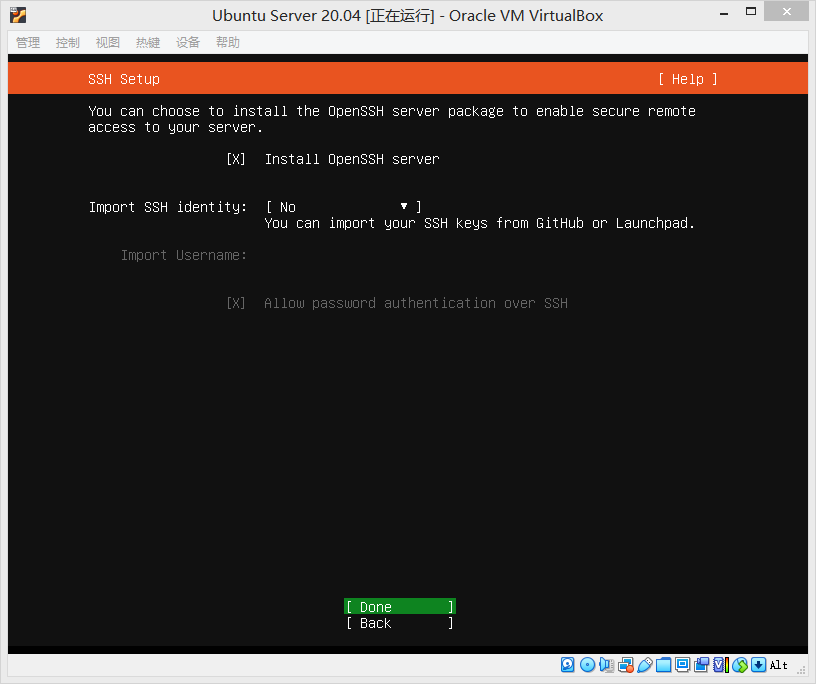 Ubuntu Server 20.04 [正在运行] - Oracle VM VirtualBox
管理 控制 视图 热键 设备 帮助
SSH Setup [ Help ]
You can choose to install the OpenSSH server package to enable secure remote
access to your server.
[X] Install OpenSSH server
Import SSH identity: [ No ▼ ]
You can import your SSH keys from GitHub or Launchpad.
Import Username:
[X] Allow password authentication over SSH
[ Done ]
[ Back ]
Alt